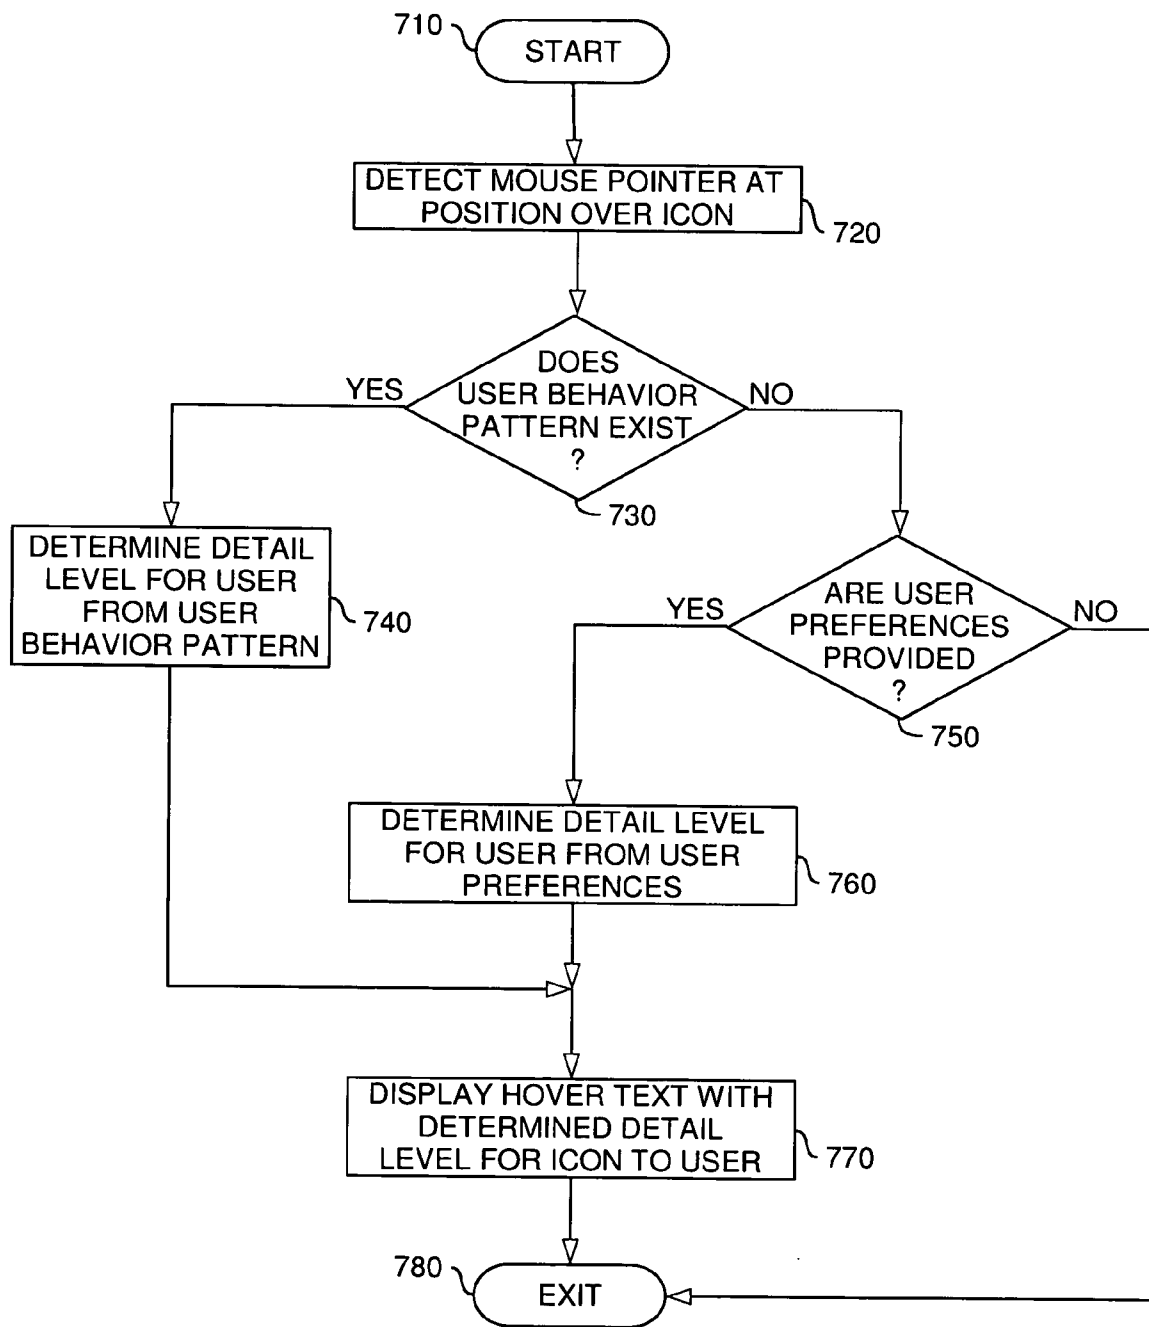 710
START
DETECT MOUSE POINTER AT
POSITION OVER ICON
720
DOES
USER BEHAVIOR
PATTERN EXIST
?
YES
NO
730
DETERMINE DETAIL
LEVEL FOR USER
FROM USER
BEHAVIOR PATTERN
740
ARE USER
PREFERENCES
PROVIDED
?
YES
NO
750
DETERMINE DETAIL LEVEL
FOR USER FROM USER
PREFERENCES
760
DISPLAY HOVER TEXT WITH
DETERMINED DETAIL
LEVEL FOR ICON TO USER
770
780
EXIT